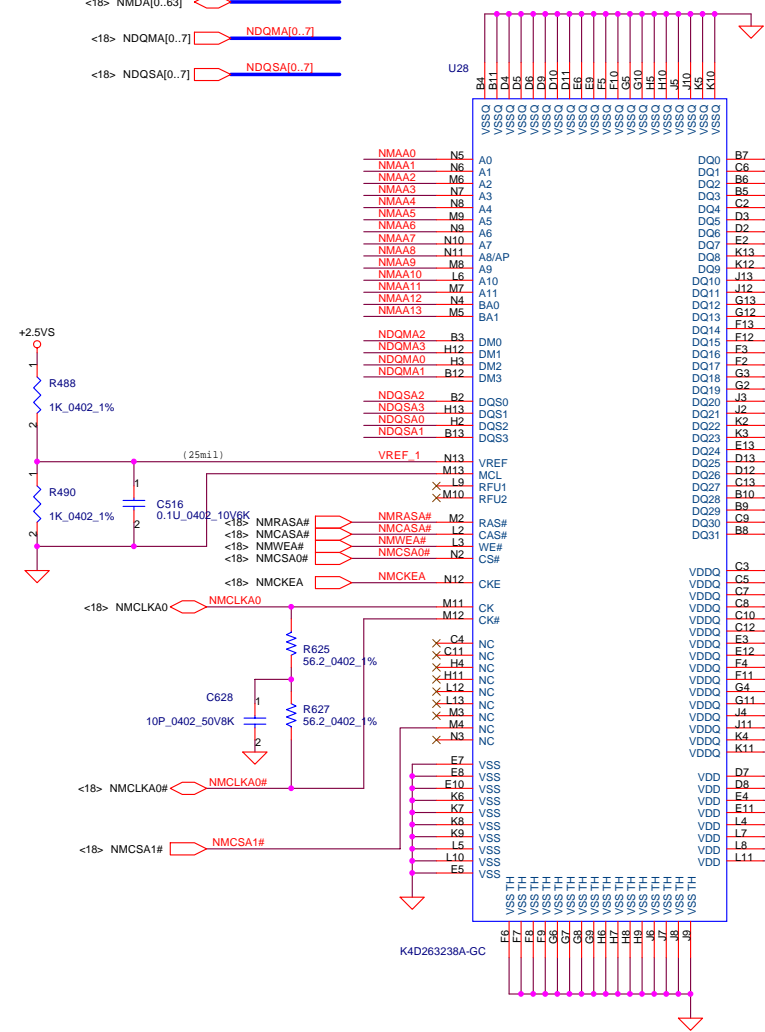 <18> NMDA[0..63]
<18> NDQMA[0..7] NDQMA[0..7]
<18> NDQSA[0..7] NDQSA[0..7]
U28
B4 B11 D4 D5 D6 D9 D10 D11 E6 E9 F5 F10 G5 G10 H5 H10 J5 J10 K5 K10
VSSQ VSSQ VSSQ VSSQ VSSQ VSSQ VSSQ VSSQ VSSQ VSSQ VSSQ VSSQ VSSQ VSSQ VSSQ VSSQ VSSQ VSSQ VSSQ VSSQ
NMAA0 N5 A0
NMAA1 N6 A1
NMAA2 M6 A2
NMAA3 N7 A3
NMAA4 N8 A4
NMAA5 M9 A5
NMAA6 N9 A6
NMAA7 N10 A7
NMAA8 N11 A8/AP
NMAA9 M8 A9
NMAA10 L6 A10
NMAA11 M7 A11
NMAA12 N4 BA0
NMAA13 M5 BA1
NDQMA2 B3 DM0
NDQMA3 H12 DM1
NDQMA0 H3 DM2
NDQMA1 B12 DM3
NDQSA2 B2 DQS0
NDQSA3 H13 DQS1
NDQSA0 H2 DQS2
NDQSA1 B13 DQS3
(25mil) VREF_1 N13 VREF
M13 MCL
L9 RFU1
M10 RFU2
<18> NMRASA# NMRASA# M2 RAS#
<18> NMCASA# NMCASA# L2 CAS#
<18> NMWEA# NMWEA# L3 WE#
<18> NMCSA0# NMCSA0# N2 CS#
<18> NMCKEA NMCKEA N12 CKE
<18> NMCLKA0 NMCLKA0 M11 CK
M12 CK#
C4 NC
C11 NC
H4 NC
H11 NC
L12 NC
L13 NC
M3 NC
M4 NC
N3 NC
E7 VSS
E8 VSS
E10 VSS
K6 VSS
K7 VSS
K8 VSS
K9 VSS
L5 VSS
L10 VSS
E5 VSS
+2.5VS
1
R488
1K_0402_1%
2
1
R490
1K_0402_1%
2
1
C516
0.1U_0402_10V6K
2
R625
56.2_0402_1%
C628
1
10P_0402_50V8K
2
R627
56.2_0402_1%
<18> NMCLKA0# NMCLKA0#
<18> NMCSA1# NMCSA1#
DQ0 B7
DQ1 C6
DQ2 B6
DQ3 B5
DQ4 C2
DQ5 D3
DQ6 D2
DQ7 E2
DQ8 K13
DQ9 K12
DQ10 J13
DQ11 J12
DQ12 G13
DQ13 G12
DQ14 F13
DQ15 F12
DQ16 F3
DQ17 F2
DQ18 G3
DQ19 G2
DQ20 J3
DQ21 J2
DQ22 K2
DQ23 K3
DQ24 E13
DQ25 D13
DQ26 D12
DQ27 C13
DQ28 B10
DQ29 B9
DQ30 C9
DQ31 B8
VDDQ C3
VDDQ C5
VDDQ C7
VDDQ C8
VDDQ C10
VDDQ C12
VDDQ E3
VDDQ E12
VDDQ F4
VDDQ F11
VDDQ G4
VDDQ G11
VDDQ J4
VDDQ J11
VDDQ K4
VDDQ K11
VDD D7
VDD D8
VDD E4
VDD E11
VDD L4
VDD L7
VDD L8
VDD L11
VSS TH VSS TH VSS TH VSS TH VSS TH VSS TH VSS TH VSS TH VSS TH VSS TH VSS TH VSS TH VSS TH VSS TH VSS TH VSS TH
F6 F7 F8 F9 G6 G7 G8 G9 H6 H7 H8 H9 J6 J7 J8 J9
K4D263238A-GC